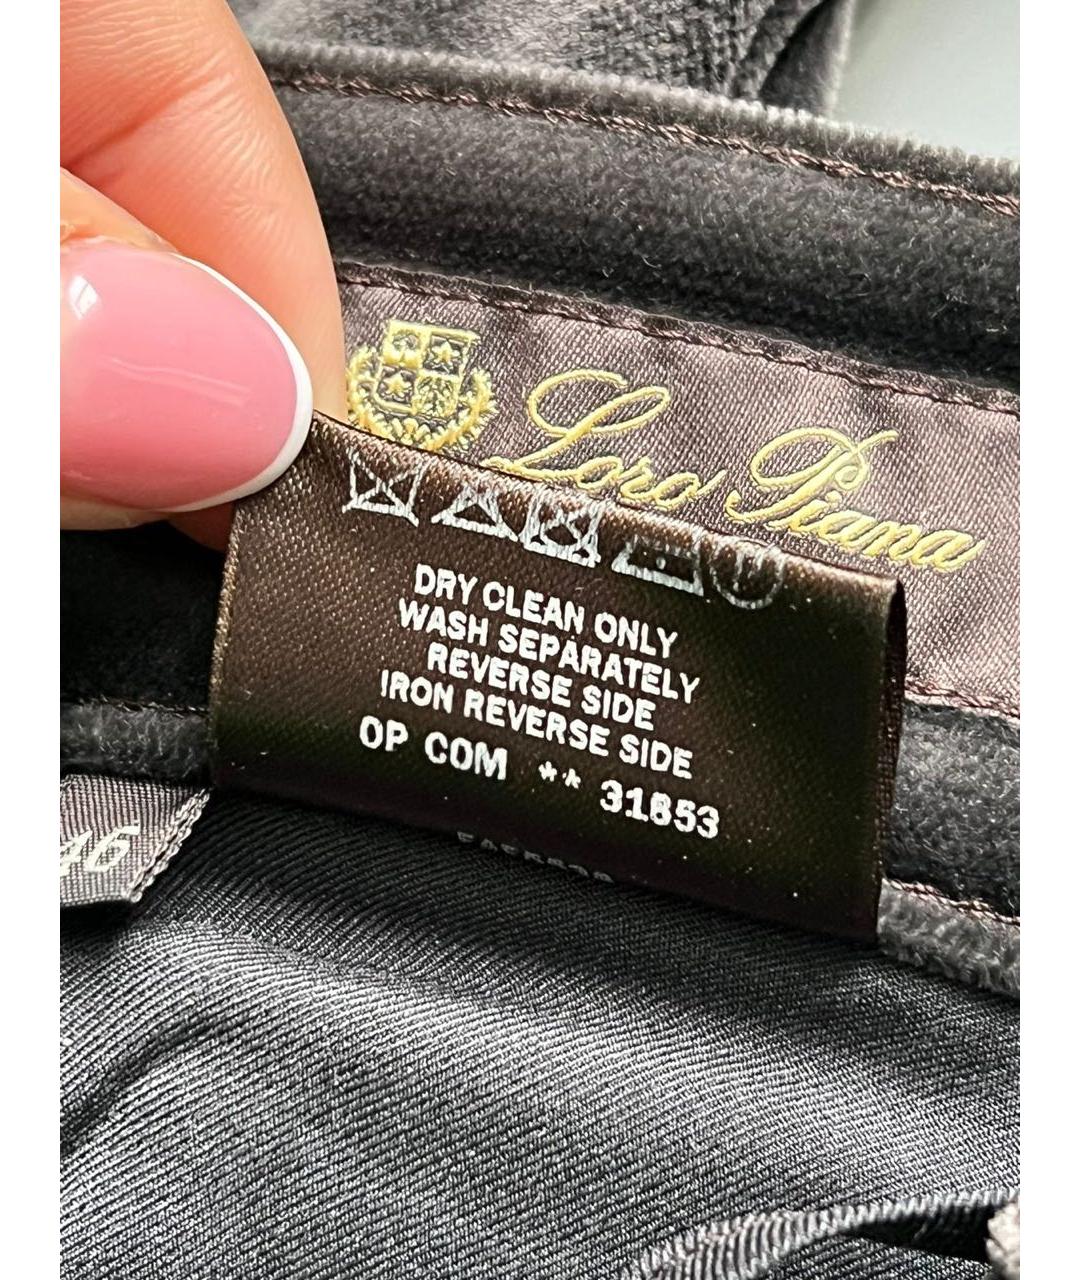 Loro Piana
DRY CLEAN ONLY
WASH SEPARATELY
REVERSE SIDE
IRON REVERSE SIDE
OP COM ** 31853
46